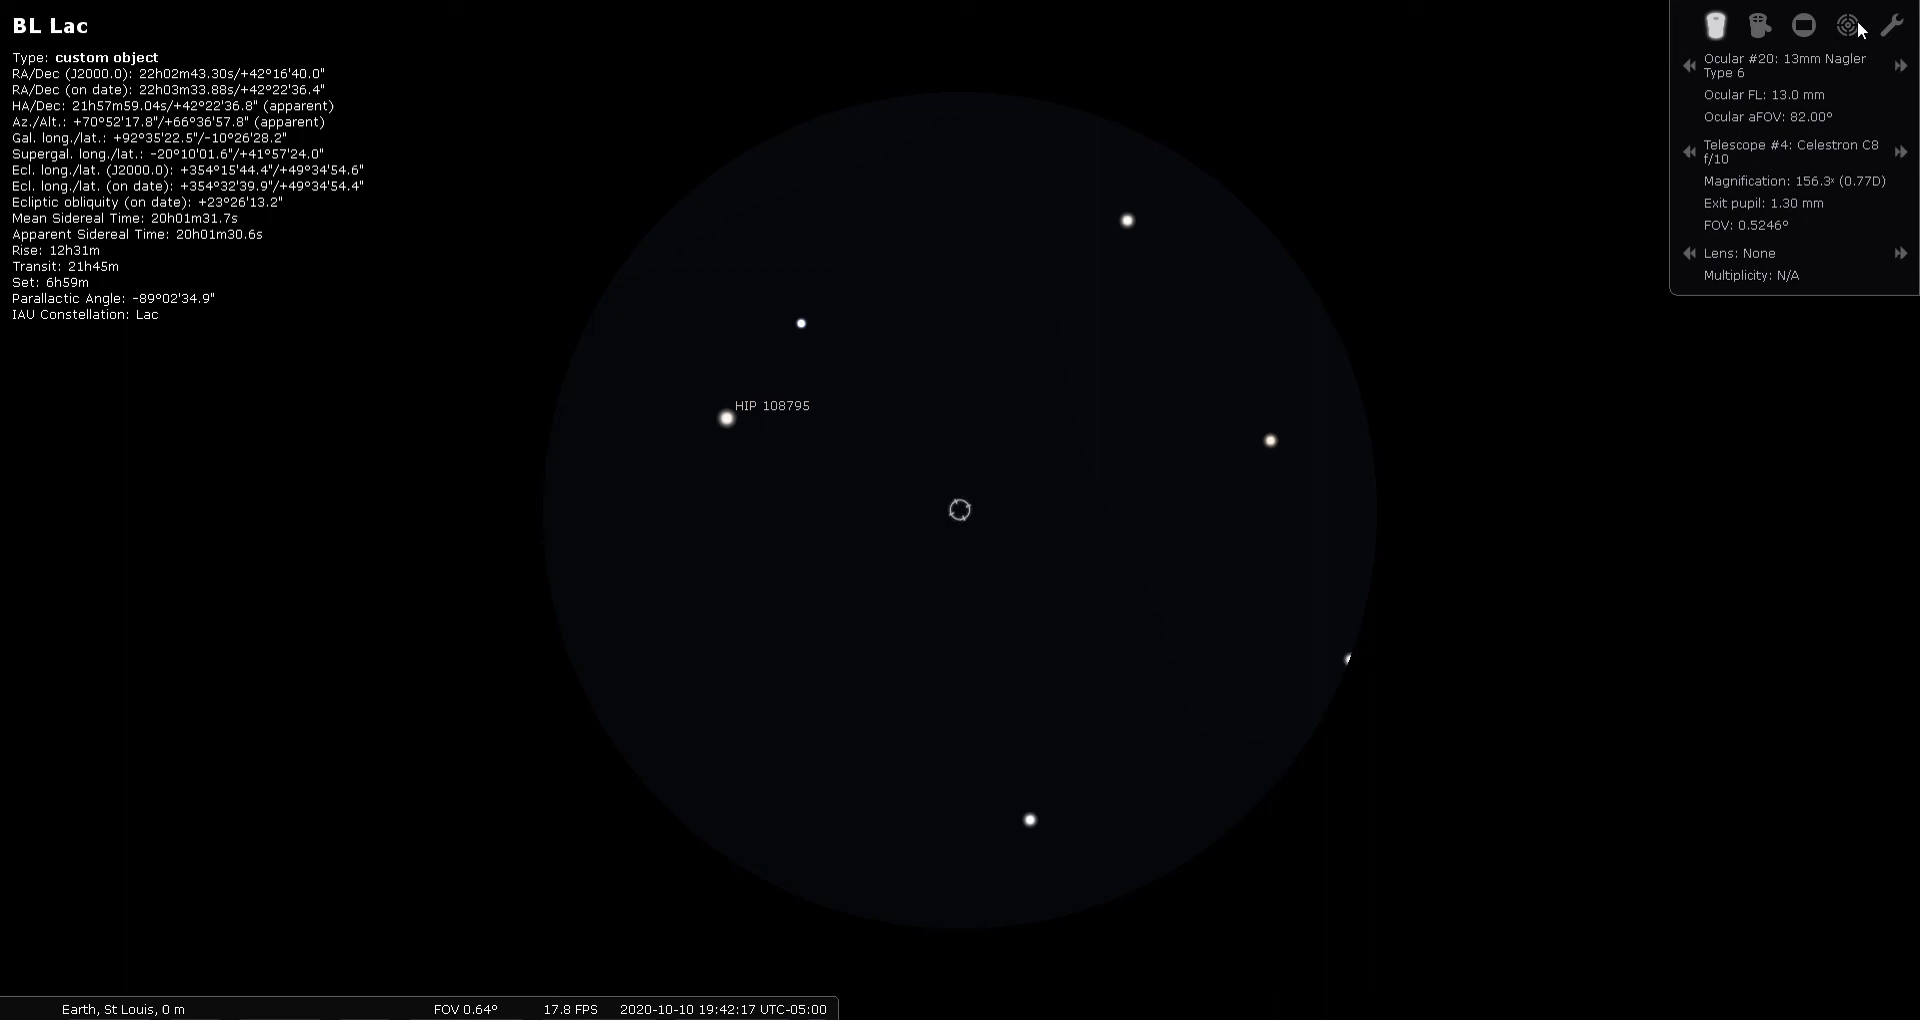 BL Lac
Type: custom object
RA/Dec (J2000.0): 22h02m43.30s/+42°16'40.0"
RA/Dec (on date): 22h03m33.88s/+42°22'36.4"
HA/Dec: 21h57m59.04s/+42°22'36.8" (apparent)
Az./Alt.: +70°52'17.8"/+66°36'57.8" (apparent)
Gal. long./lat.: +92°35'22.5"/-10°26'28.2"
Supergal. long./lat.: -20°10'01.6"/+41°57'24.0"
Ecl. long./lat. (J2000.0): +354°15'44.4"/+49°34'54.6"
Ecl. long./lat. (on date): +354°32'39.9"/+49°34'54.4"
Ecliptic obliquity (on date): +23°26'13.2"
Mean Sidereal Time: 20h01m31.7s
Apparent Sidereal Time: 20h01m30.6s
Rise: 12h31m
Transit: 21h45m
Set: 6h59m
Parallactic Angle: -89°02'34.9"
IAU Constellation: Lac
Ocular #20: 13mm Nagler
Type 6
Ocular FL: 13.0 mm
Ocular aFOV: 82.00°
Telescope #4: Celestron C8
f/10
Magnification: 156.3ˣ (0.77D)
Exit pupil: 1.30 mm
FOV: 0.5246°
Lens: None
Multiplicity: N/A
HIP 108795
Earth, St Louis, 0 m FOV 0.64° 17.8 FPS 2020-10-10 19:42:17 UTC-05:00